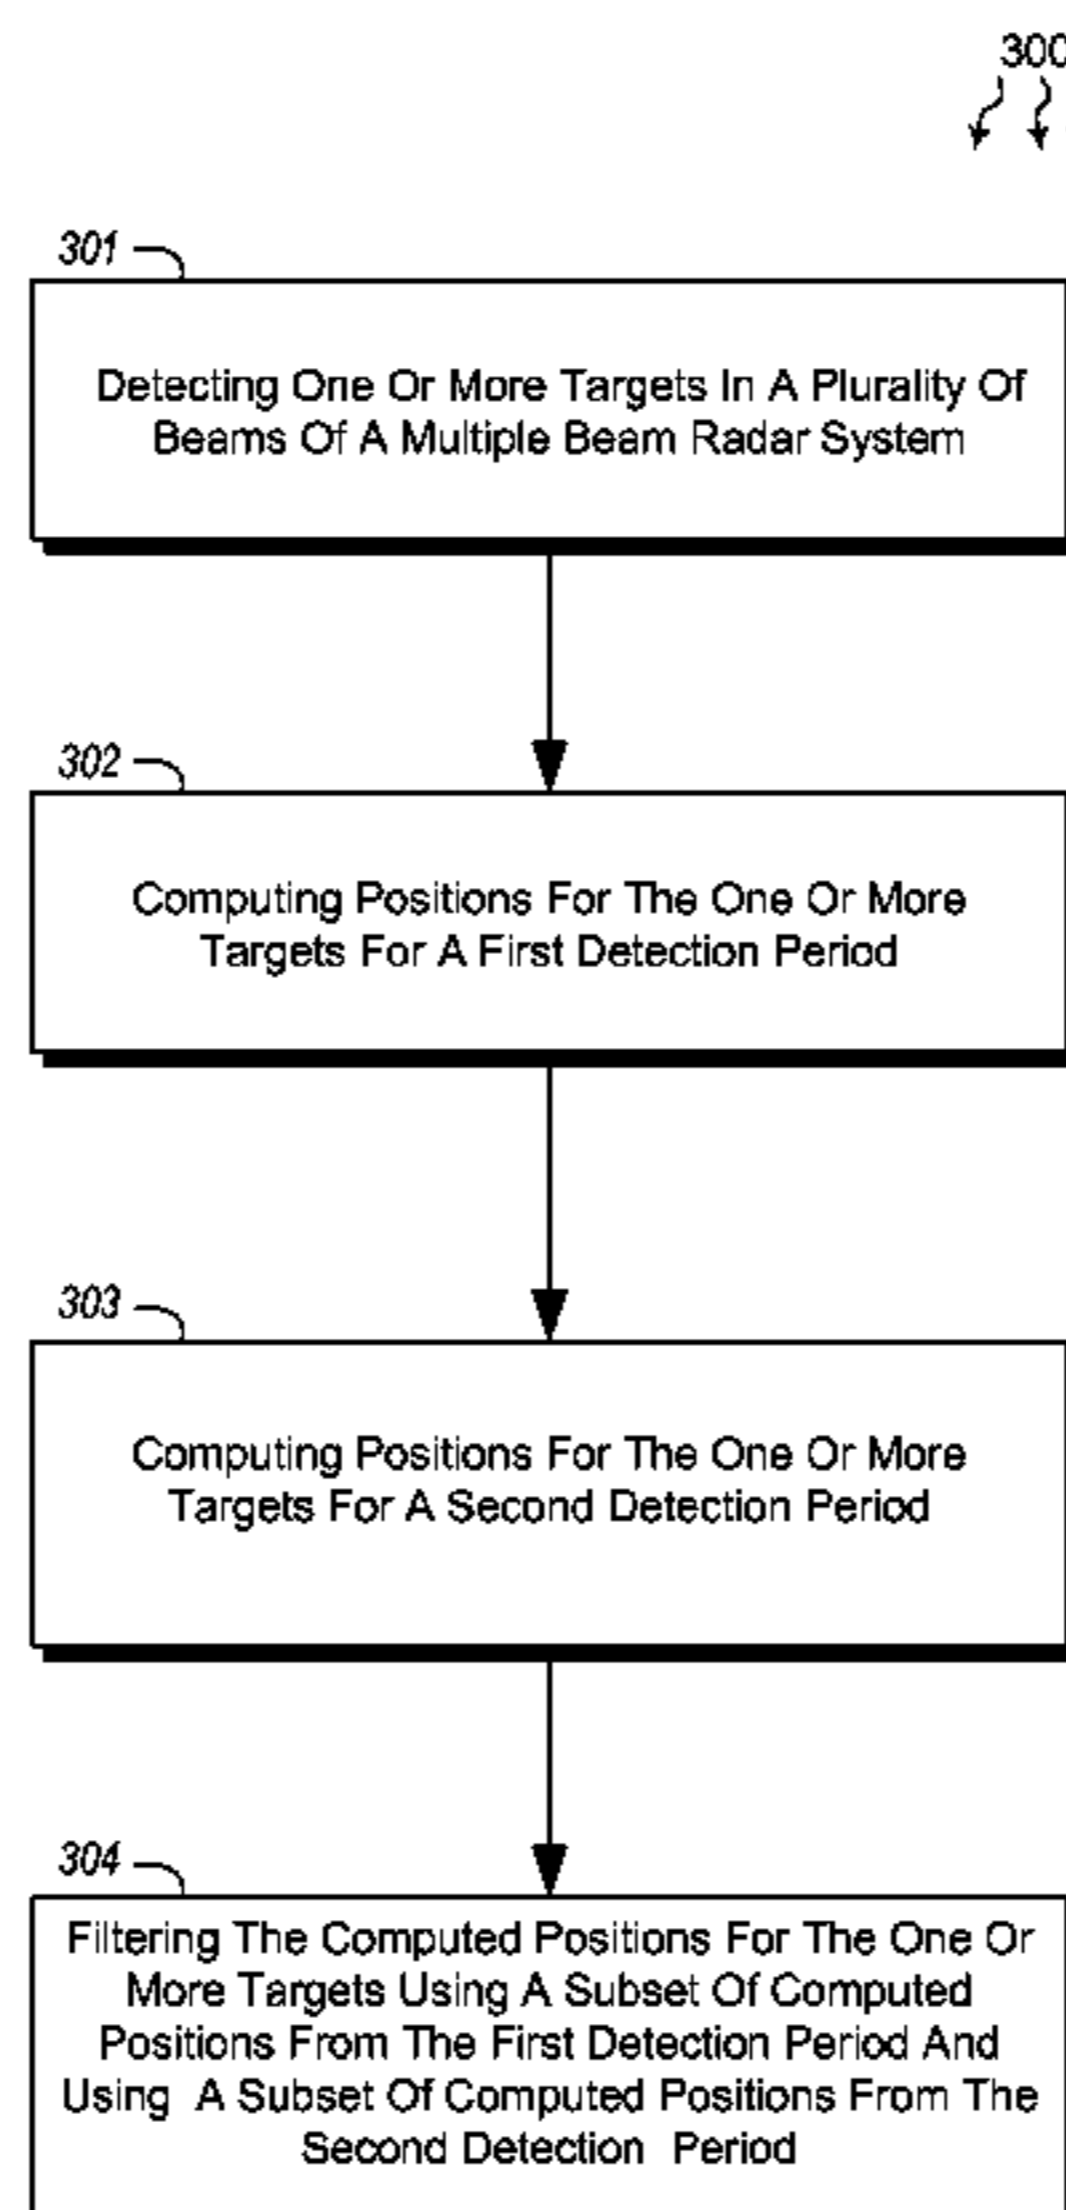 300
301
Detecting One Or More Targets In A Plurality Of
Beams Of A Multiple Beam Radar System
302
Computing Positions For The One Or More
Targets For A First Detection Period
303
Computing Positions For The One Or More
Targets For A Second Detection Period
304
Filtering The Computed Positions For The One Or
More Targets Using A Subset Of Computed
Positions From The First Detection Period And
Using A Subset Of Computed Positions From The
Second Detection Period